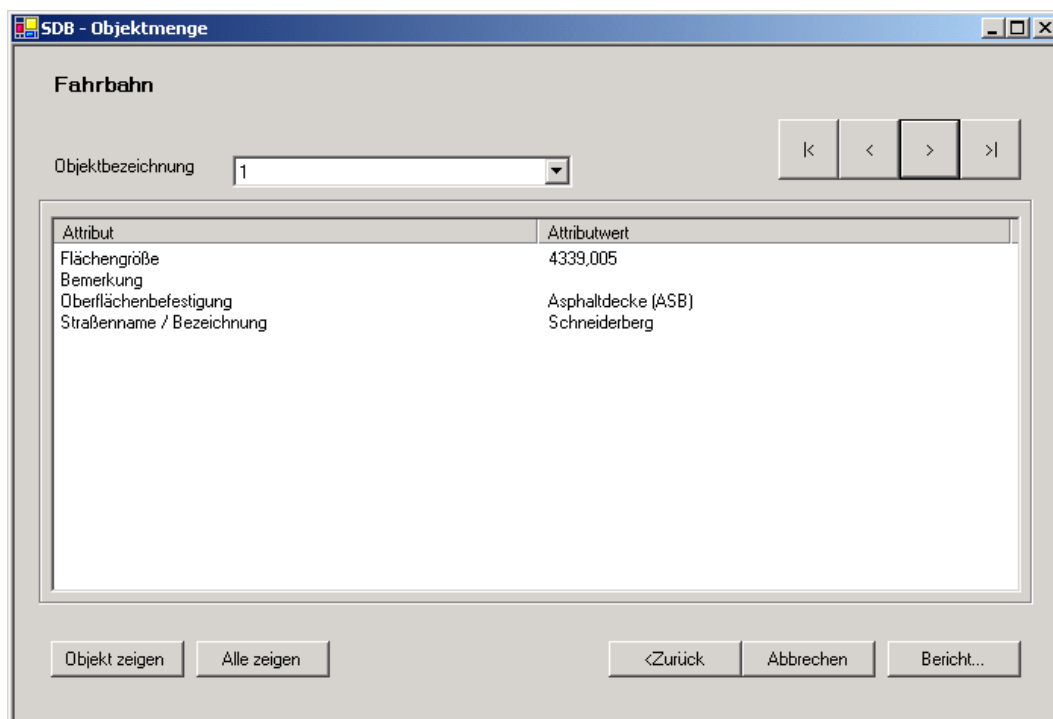 SDB - Objektmenge
Fahrbahn
|< < > >|
Objektbezeichnung 1
Attribut Attributwert
Flächengröße 4339,005
Bemerkung
Oberflächenbefestigung Asphaltdecke (ASB)
Straßenname / Bezeichnung Schneiderberg
Objekt zeigen Alle zeigen <Zurück Abbrechen Bericht...